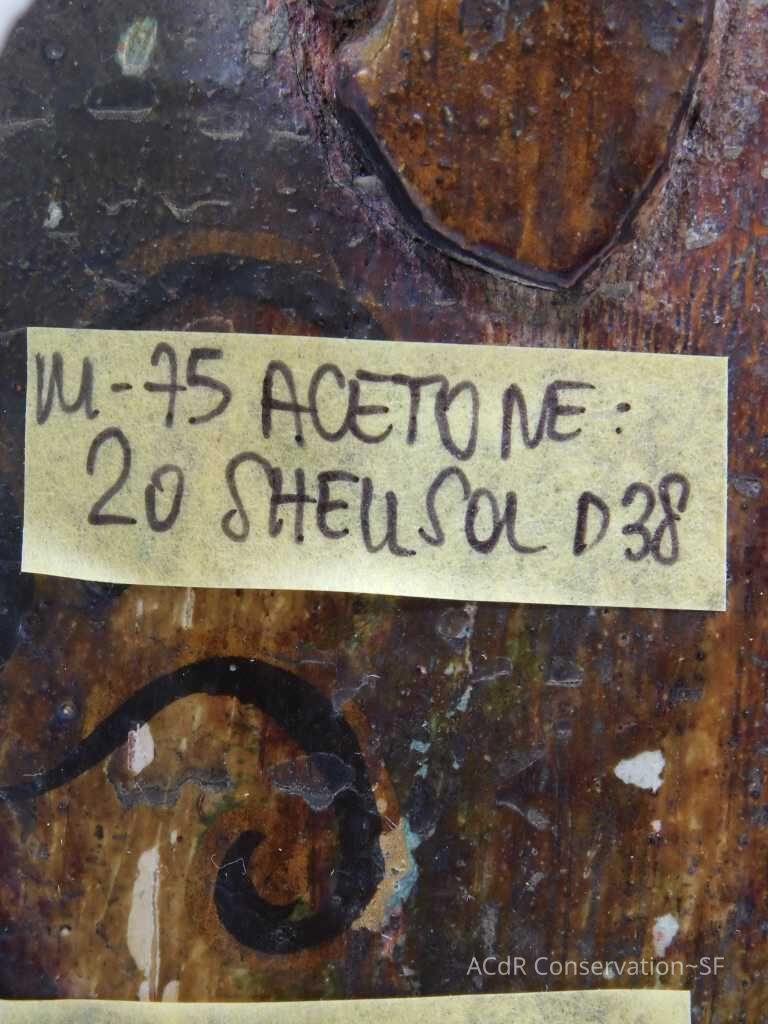 M-75 ACETONE:
20 SHELLSOL D38
ACdR Conservation~SF